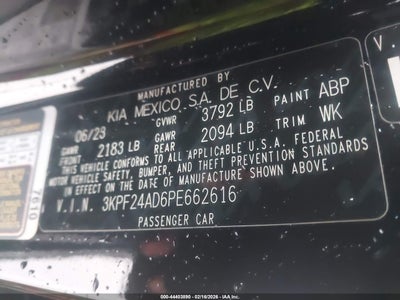 MANUFACTURED BY
KIA MEXICO, S.A. DE C.V.
06/23 GVWR 3792 LB PAINT ABP
GAWR FRONT 2183 LB GAWR REAR 2094 LB TRIM WK
THIS VEHICLE CONFORMS TO ALL APPLICABLE U.S.A. FEDERAL
MOTOR VEHICLE SAFETY, BUMPER, AND THEFT PREVENTION STANDARDS
IN EFFECT ON THE DATE OF MANUFACTURE SHOWN ABOVE.
V.I.N. 3KPF24AD6PE662616
PASSENGER CAR
7610
V.
000-44403890 - 02/18/2026 - IAA, Inc.